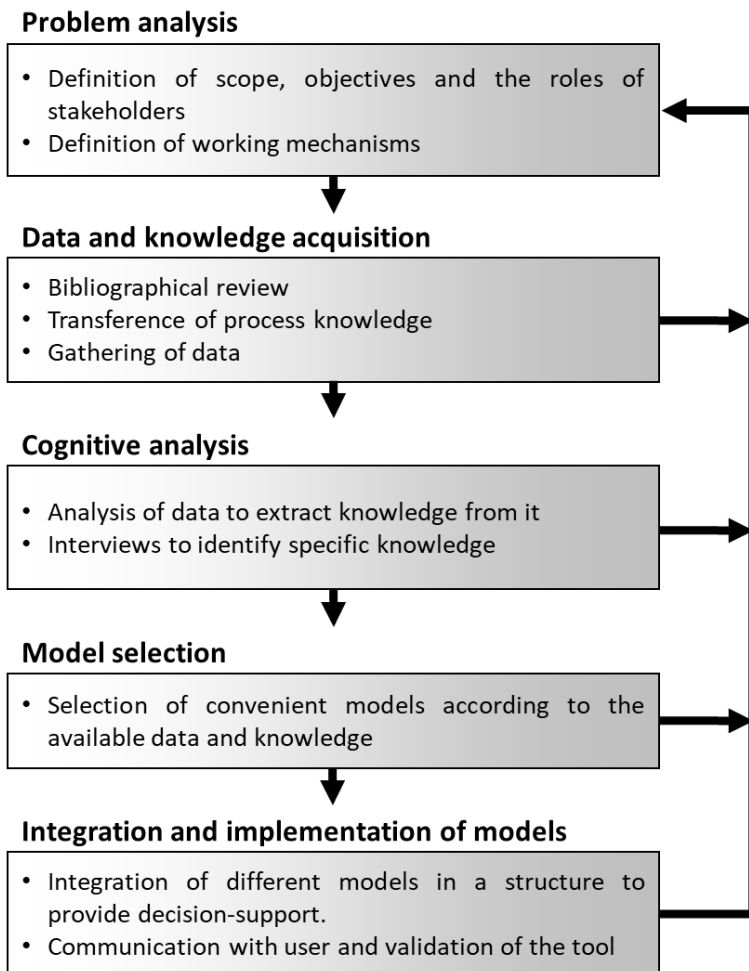 Problem analysis
• Definition of scope, objectives and the roles of
stakeholders
• Definition of working mechanisms
Data and knowledge acquisition
• Bibliographical review
• Transference of process knowledge
• Gathering of data
Cognitive analysis
• Analysis of data to extract knowledge from it
• Interviews to identify specific knowledge
Model selection
• Selection of convenient models according to the
available data and knowledge
Integration and implementation of models
• Integration of different models in a structure to
provide decision-support.
• Communication with user and validation of the tool